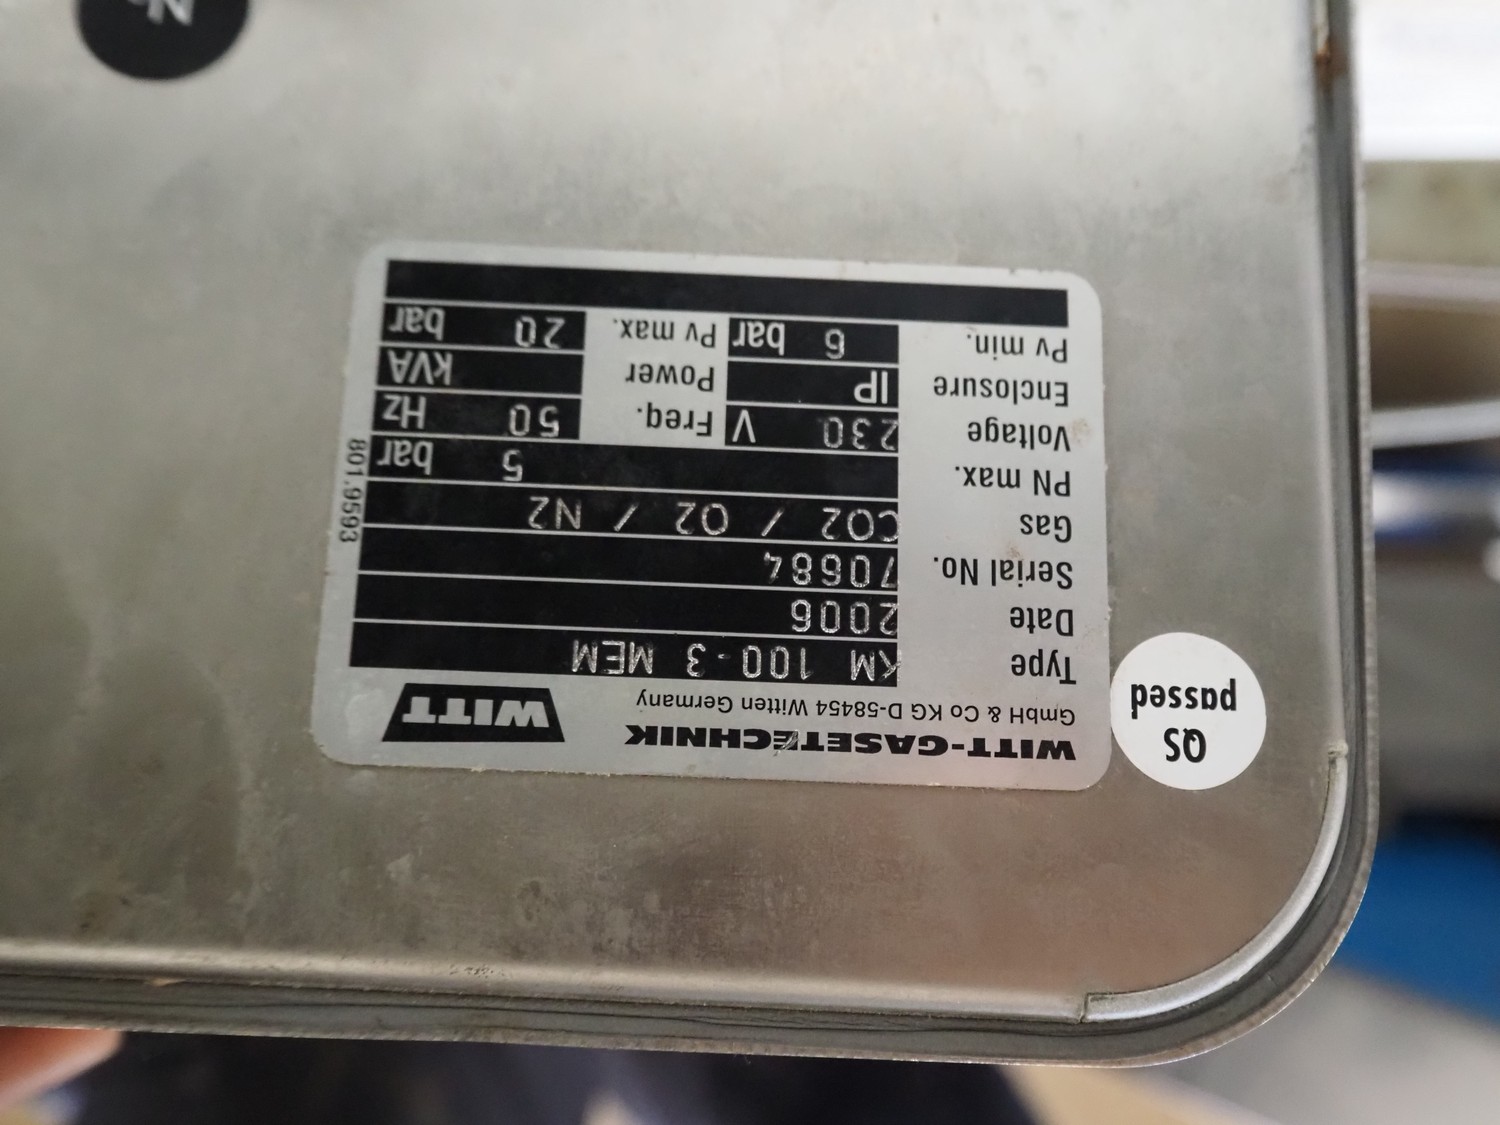 WITT-GASETECHNIK
GmbH & Co KG D-58454 Witten Germany
WITT
Type KM 100-3 MEM
Date 2006
Serial No. 70684
Gas CO2 / O2 / N2
PN max. 5 bar
Voltage 230 V Freq. 50 Hz
Enclosure IP Power kVA
Pv min. 6 bar Pv max. 20 bar
801.9593
QS
passed